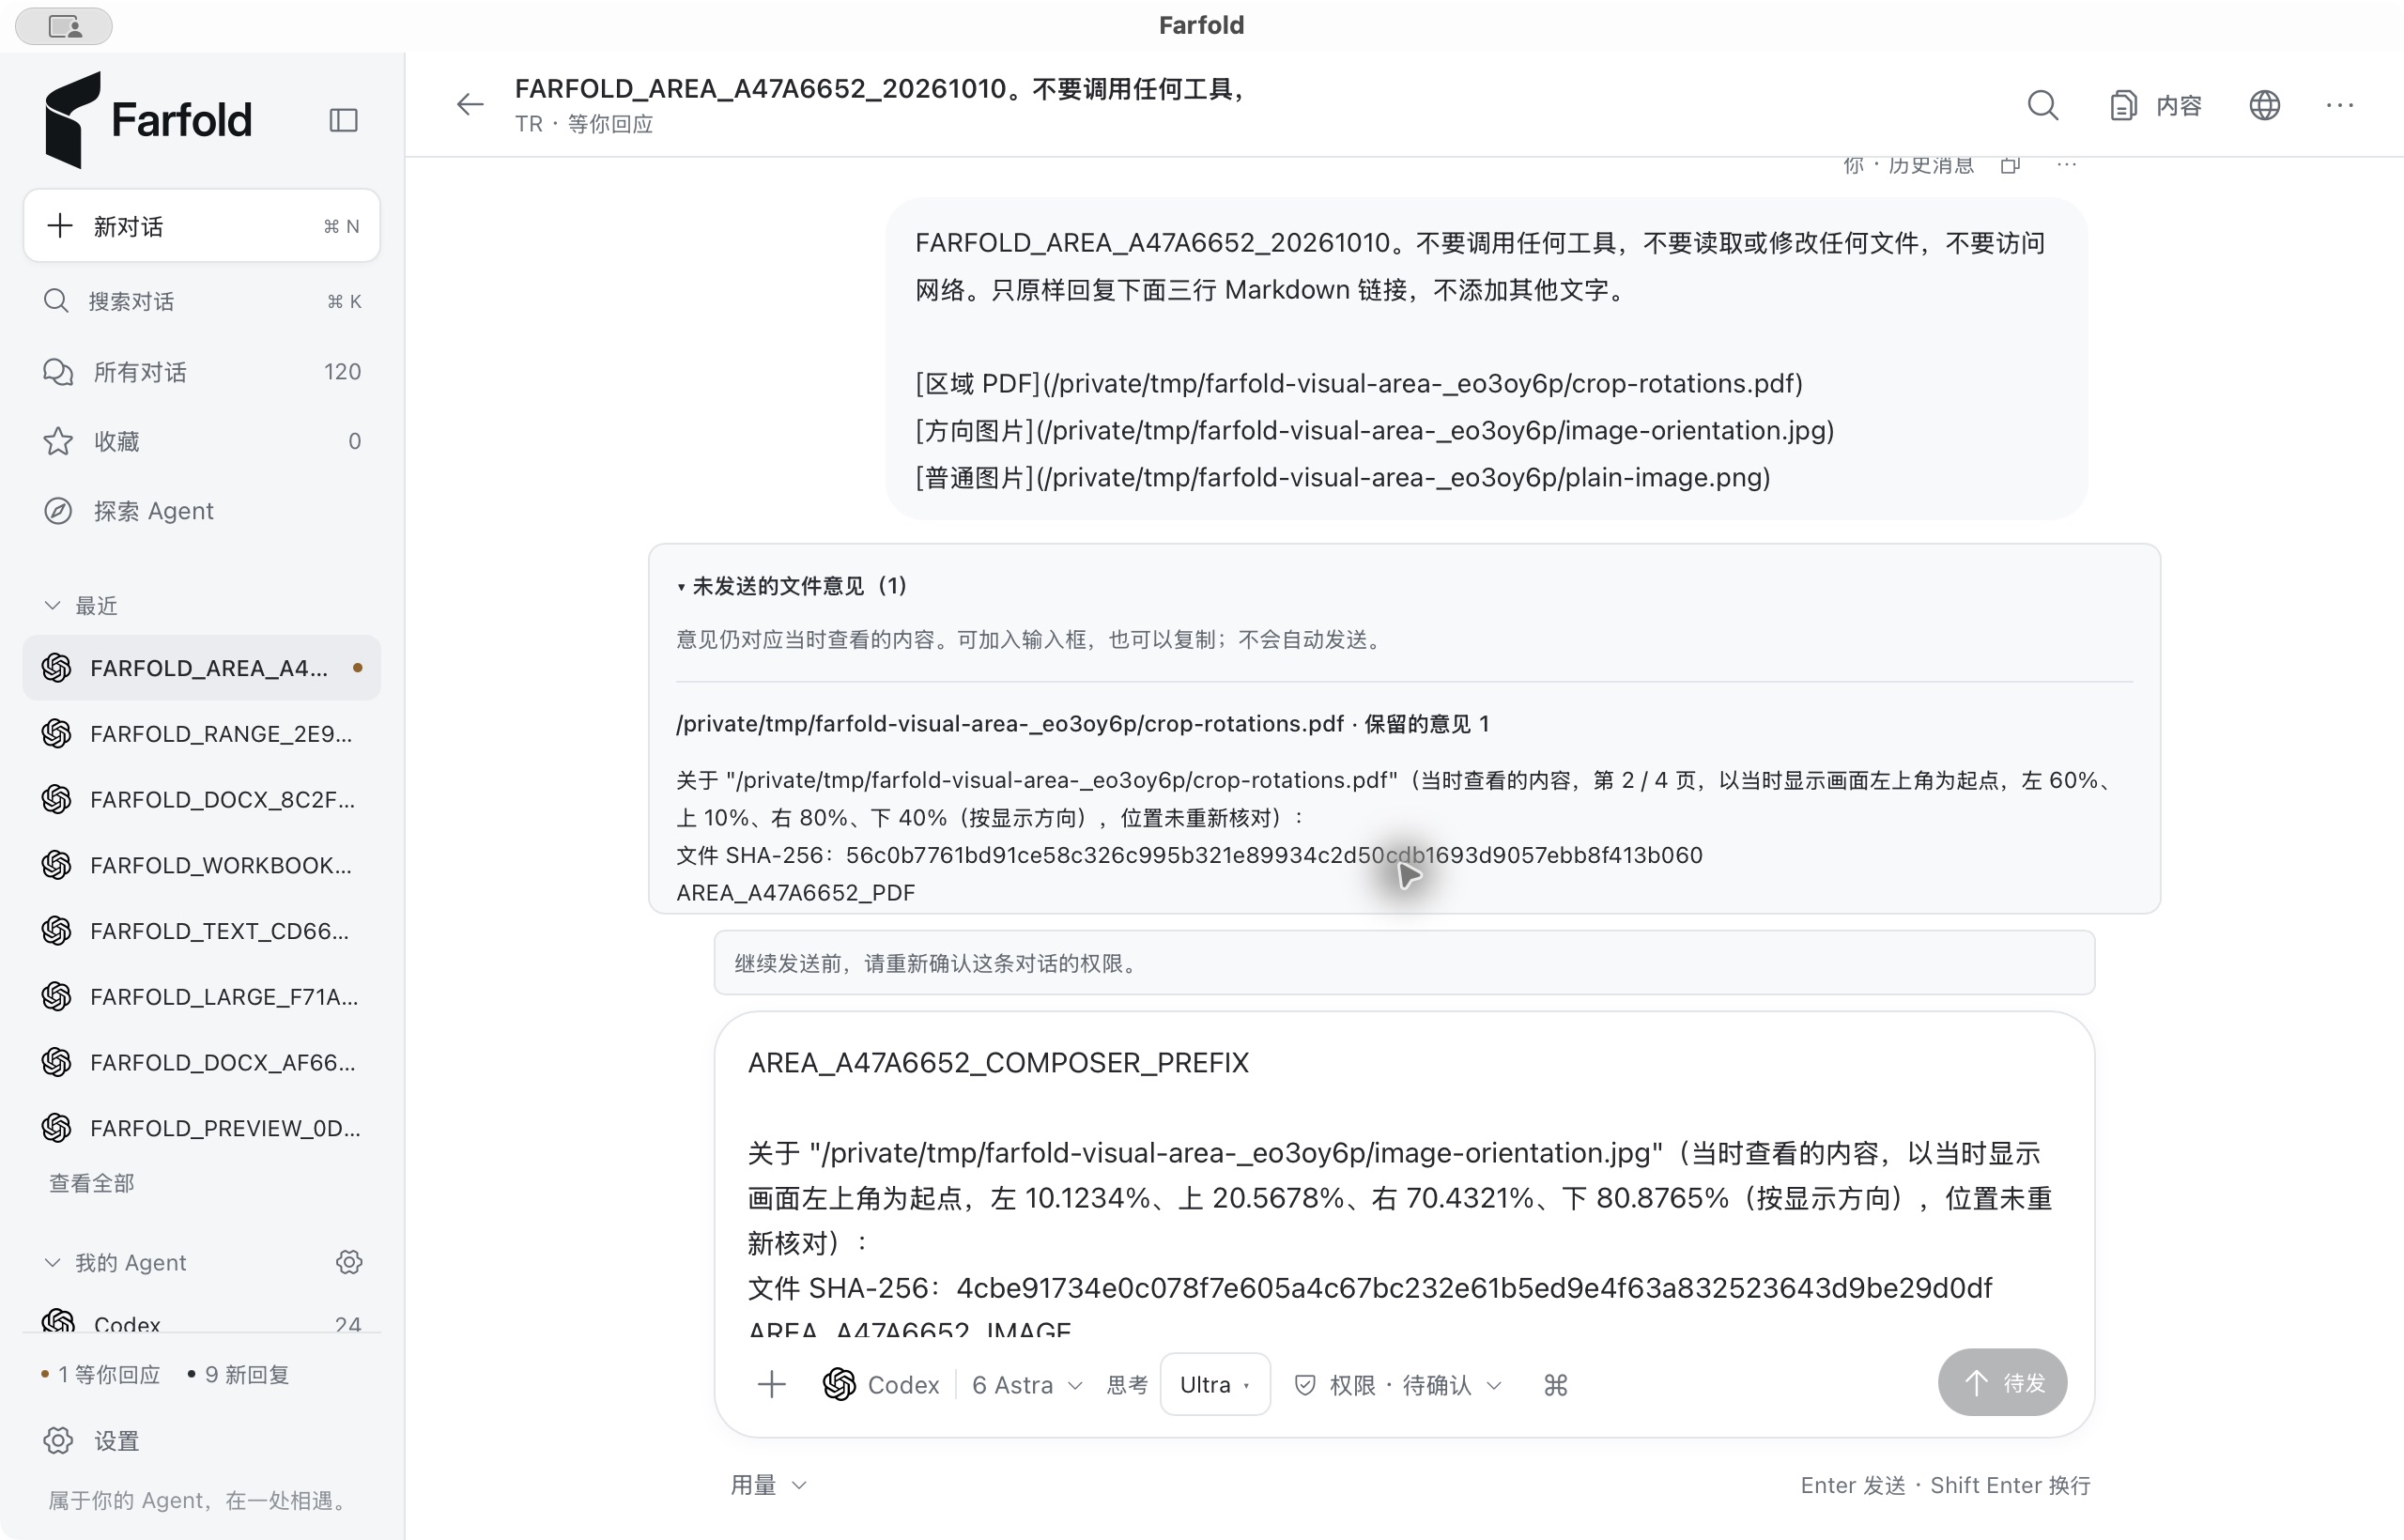 Farfold
Farfold
新对话
⌘ N
搜索对话
⌘ K
所有对话
120
收藏
0
探索 Agent
最近
FARFOLD_AREA_A4...
FARFOLD_RANGE_2E9...
FARFOLD_DOCX_8C2F...
FARFOLD_WORKBOOK...
FARFOLD_TEXT_CD66...
FARFOLD_LARGE_F71A...
FARFOLD_DOCX_AF66...
FARFOLD_PREVIEW_0D...
查看全部
我的 Agent
Codex
24
1 等你回应
9 新回复
设置
属于你的 Agent，在一处相遇。
FARFOLD_AREA_A47A6652_20261010。不要调用任何工具，
TR · 等你回应
内容
你 · 历史消息
FARFOLD_AREA_A47A6652_20261010。不要调用任何工具，不要读取或修改任何文件，不要访问
网络。只原样回复下面三行 Markdown 链接，不添加其他文字。
[区域 PDF](/private/tmp/farfold-visual-area-_eo3oy6p/crop-rotations.pdf)
[方向图片](/private/tmp/farfold-visual-area-_eo3oy6p/image-orientation.jpg)
[普通图片](/private/tmp/farfold-visual-area-_eo3oy6p/plain-image.png)
未发送的文件意见（1）
意见仍对应当时查看的内容。可加入输入框，也可以复制；不会自动发送。
/private/tmp/farfold-visual-area-_eo3oy6p/crop-rotations.pdf · 保留的意见 1
关于 "/private/tmp/farfold-visual-area-_eo3oy6p/crop-rotations.pdf"（当时查看的内容，第 2 / 4 页，以当时显示画面左上角为起点，左 60%、
上 10%、右 80%、下 40%（按显示方向），位置未重新核对）：
文件 SHA-256：56c0b7761bd91ce58c326c995b321e89934c2d50cdb1693d9057ebb8f413b060
AREA_A47A6652_PDF
继续发送前，请重新确认这条对话的权限。
AREA_A47A6652_COMPOSER_PREFIX
关于 "/private/tmp/farfold-visual-area-_eo3oy6p/image-orientation.jpg"（当时查看的内容，以当时显示
画面左上角为起点，左 10.1234%、上 20.5678%、右 70.4321%、下 80.8765%（按显示方向），位置未重
新核对）：
文件 SHA-256：4cbe91734e0c078f7e605a4c67bc232e61b5ed9e4f63a832523643d9be29d0df
AREA_A47A6652_IMAGE
Codex
6 Astra
思考
Ultra
权限 · 待确认
⌘
待发
用量
Enter 发送 · Shift Enter 换行